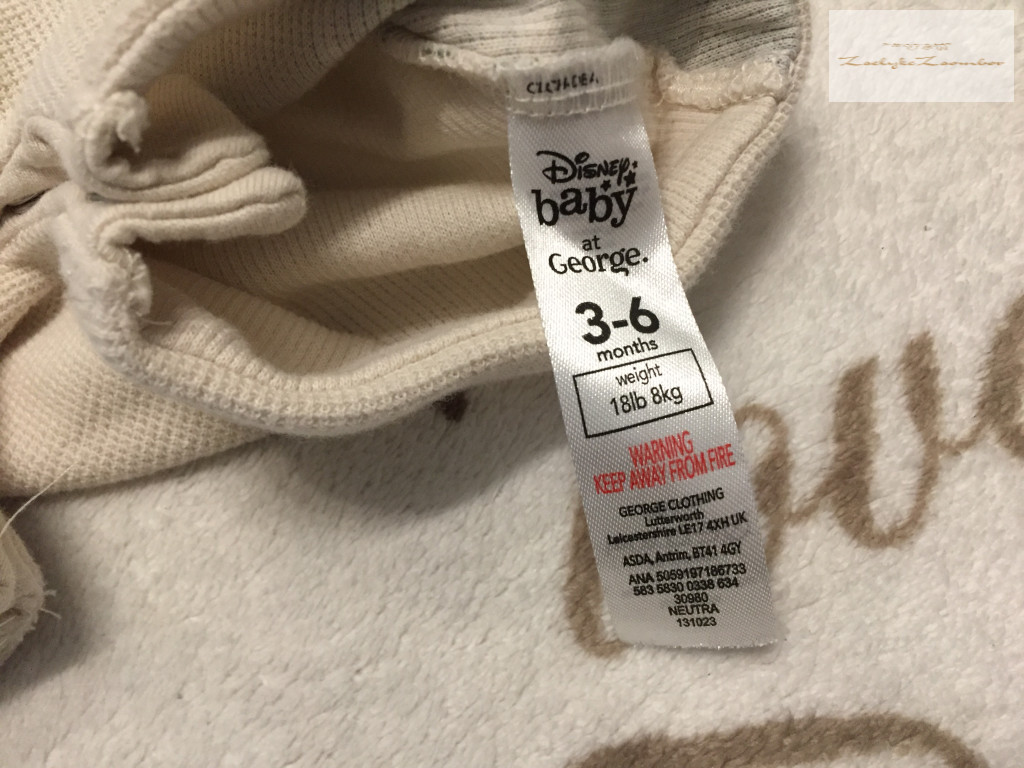 Disney
baby
at
George.
3-6
months
weight
18lb 8kg
WARNING
KEEP AWAY FROM FIRE
GEORGE CLOTHING
Lutterworth
Leicestershire LE17 4XH UK
ASDA, Antrim, BT41 4GY
ANA 5059197186733
583 5830 0338 634
30980
NEUTRA
131023